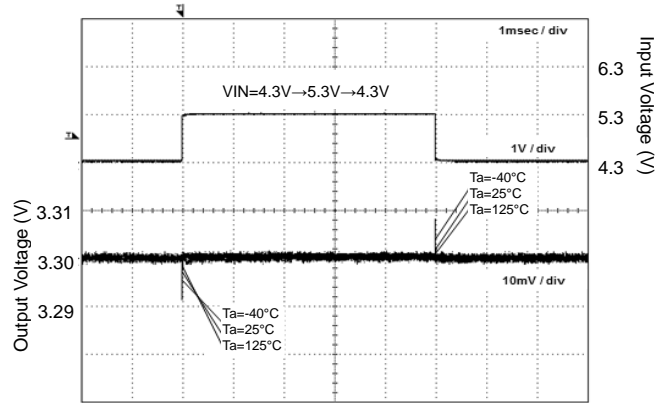 T
1msec / div
Input Voltage (V)
6.3
VIN=4.3V→5.3V→4.3V
5.3
T
1V / div
4.3
Ta=-40°C
Ta=25°C
Ta=125°C
Output Voltage (V)
3.31
3.30
10mV / div
3.29
Ta=-40°C
Ta=25°C
Ta=125°C